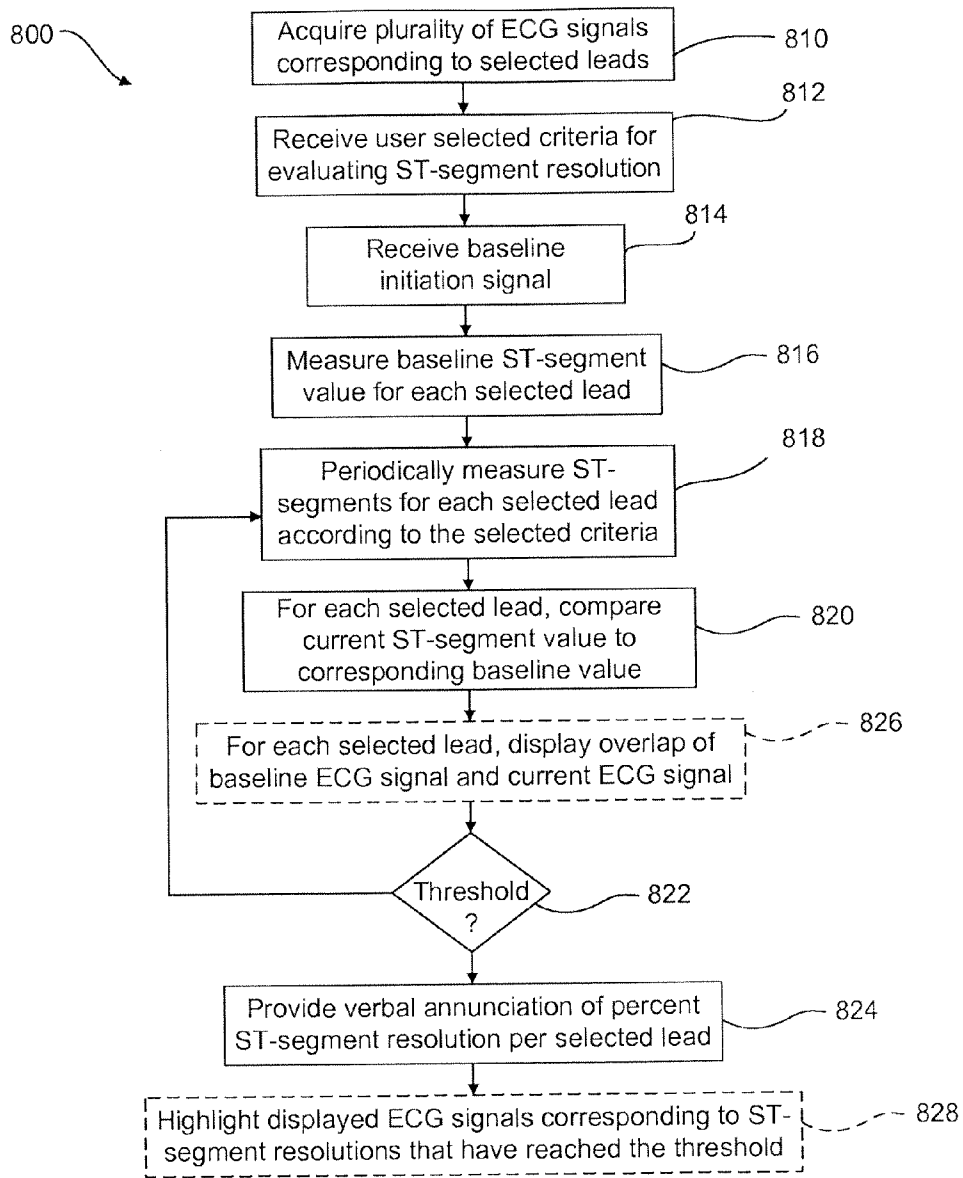 800
Acquire plurality of ECG signals
corresponding to selected leads
810
812
Receive user selected criteria for
evaluating ST-segment resolution
814
Receive baseline
initiation signal
Measure baseline ST-segment
value for each selected lead
816
818
Periodically measure ST-
segments for each selected lead
according to the selected criteria
For each selected lead, compare
current ST-segment value to
corresponding baseline value
820
For each selected lead, display overlap of
baseline ECG signal and current ECG signal
826
Threshold
?
822
Provide verbal annunciation of percent
ST-segment resolution per selected lead
824
Highlight displayed ECG signals corresponding to ST-
segment resolutions that have reached the threshold
828